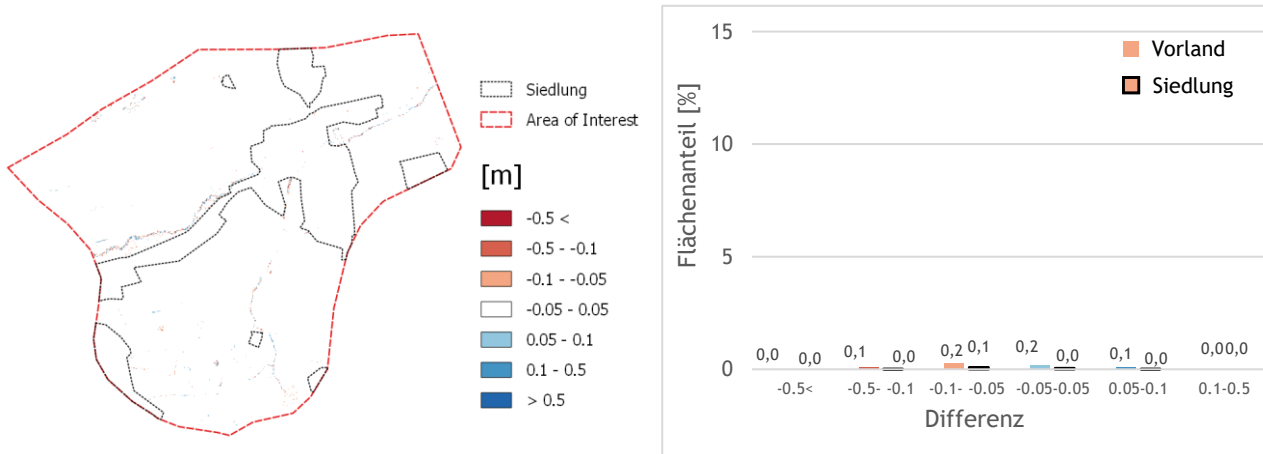 Siedlung
Area of Interest
[m]
-0.5 <
-0.5 - -0.1
-0.1 - -0.05
-0.05 - 0.05
0.05 - 0.1
0.1 - 0.5
> 0.5
Flächenanteil [%]
15
10
5
0
Vorland
Siedlung
0,0 0,0 0,1 0,0 0,2 0,1 0,2 0,0 0,1 0,0 0,0 0,0
-0.5< -0.5- -0.1 -0.1- -0.05 -0.05-0.05 0.05-0.1 0.1-0.5
Differenz